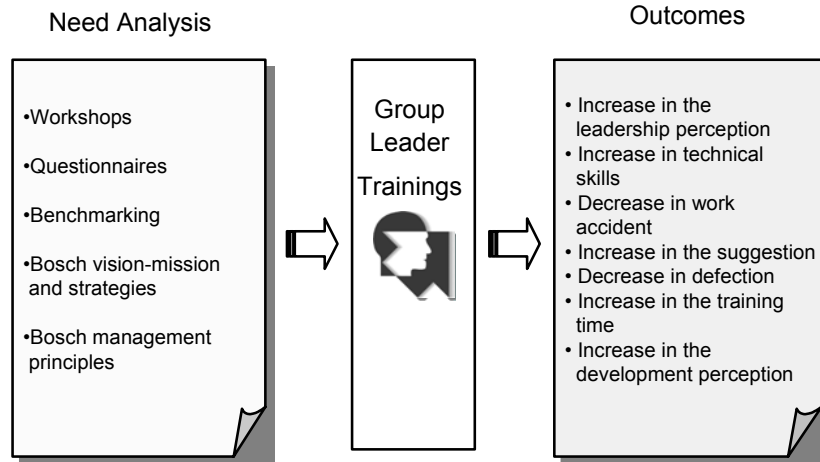 Need Analysis
•Workshops
•Questionnaires
•Benchmarking
•Bosch vision-mission
and strategies
•Bosch management
principles
Group
Leader
Trainings
Outcomes
• Increase in the
leadership perception
• Increase in technical
skills
• Decrease in work
accident
• Increase in the suggestion
• Decrease in defection
• Increase in the training
time
• Increase in the
development perception